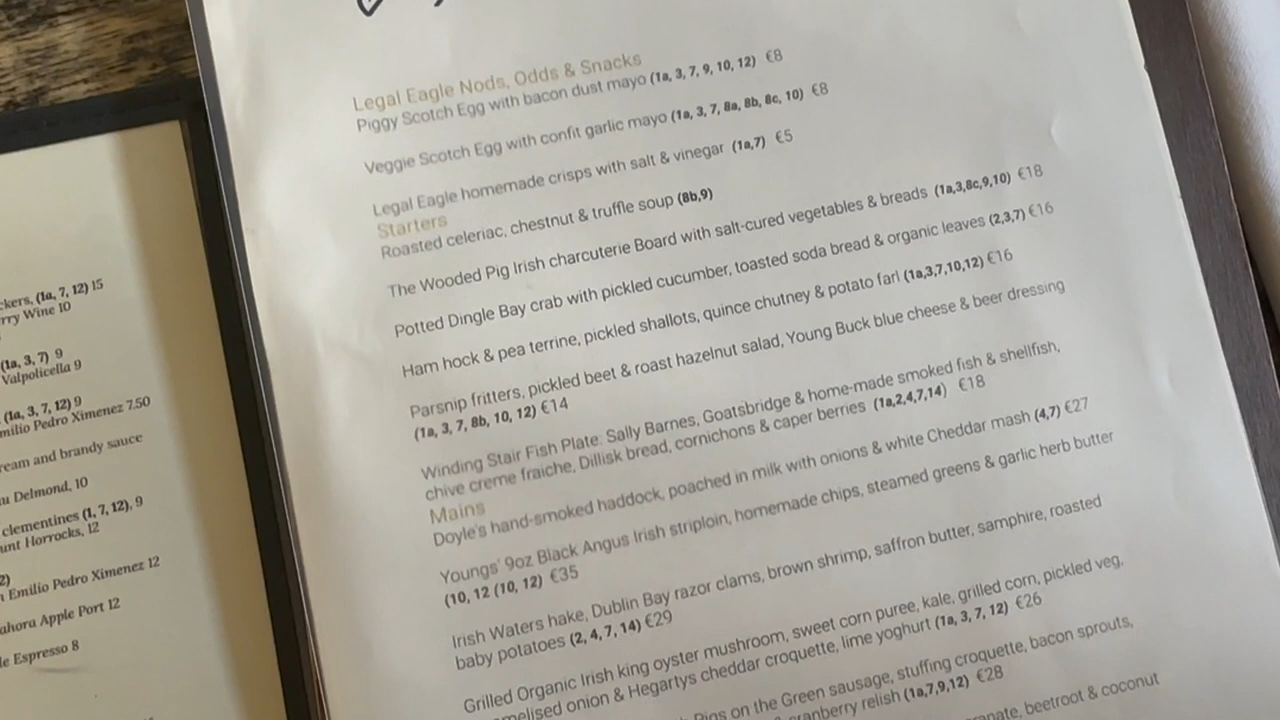 ckers, (1a, 7, 12) 15
rry Wine 10
(1a, 3, 7) 9
Valpolicella 9
(1a, 3, 7, 12) 9
milio Pedro Ximenez 7.50
ream and brandy sauce
au Delmond, 10
clementines (1, 7, 12), 9
unt Horrocks, 12
2)
Emilio Pedro Ximenez 12
ahora Apple Port 12
le Espresso 8
Legal Eagle Nods, Odds & Snacks
Piggy Scotch Egg with bacon dust mayo (1a, 3, 7, 9, 10, 12) €8
Veggie Scotch Egg with confit garlic mayo (1a, 3, 7, 8a, 8b, 8c, 10) €8
Legal Eagle homemade crisps with salt & vinegar (1a,7) €5
Starters
Roasted celeriac, chestnut & truffle soup (8b,9)
The Wooded Pig Irish charcuterie Board with salt-cured vegetables & breads (1a,3,8c,9,10) €18
Potted Dingle Bay crab with pickled cucumber, toasted soda bread & organic leaves (2,3,7) €16
Ham hock & pea terrine, pickled shallots, quince chutney & potato farl (1a,3,7,10,12) €16
Parsnip fritters, pickled beet & roast hazelnut salad, Young Buck blue cheese & beer dressing
(1a, 3, 7, 8b, 10, 12) €14
Winding Stair Fish Plate: Sally Barnes, Goatsbridge & home-made smoked fish & shellfish,
chive creme fraiche, Dillisk bread, cornichons & caper berries (1a,2,4,7,14) €18
Mains
Doyle's hand-smoked haddock, poached in milk with onions & white Cheddar mash (4,7) €27
Youngs' 9oz Black Angus Irish striploin, homemade chips, steamed greens & garlic herb butter
(10, 12 (10, 12) €35
Irish Waters hake, Dublin Bay razor clams, brown shrimp, saffron butter, samphire, roasted
baby potatoes (2, 4, 7, 14) €29
Grilled Organic Irish king oyster mushroom, sweet corn puree, kale, grilled corn, pickled veg,
melised onion & Hegartys cheddar croquette, lime yoghurt (1a, 3, 7, 12) €26
Pigs on the Green sausage, stuffing croquette, bacon sprouts,
cranberry relish (1a,7,9,12) €28
beetroot & coconut